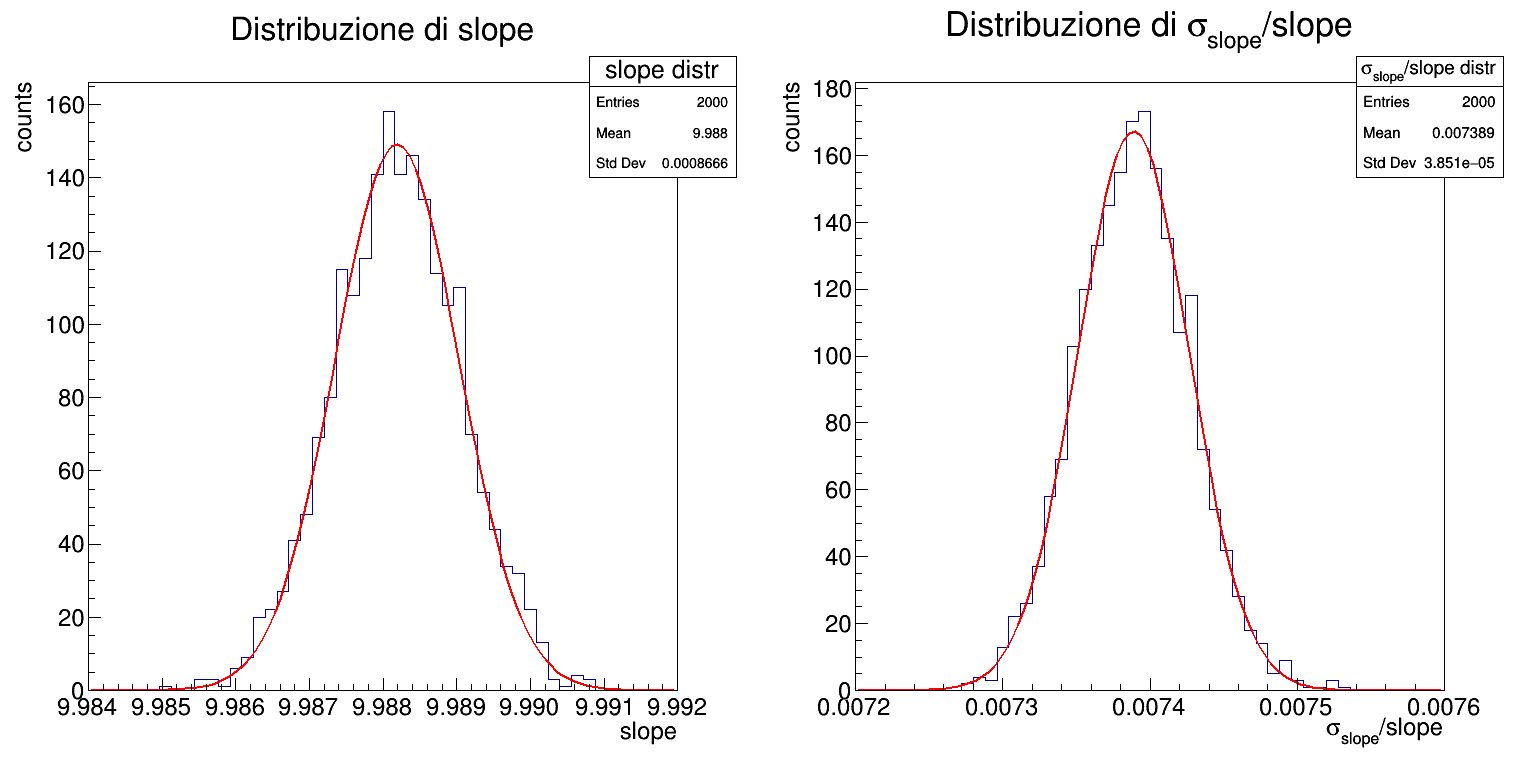 Distribuzione di slope
slope distr
Entries 2000
Mean 9.988
Std Dev 0.0008666
counts
160
140
120
100
80
60
40
20
0
9.984 9.985 9.986 9.987 9.988 9.989 9.990 9.991 9.992
slope
Distribuzione di σslope/slope
σslope/slope distr
Entries 2000
Mean 0.007389
Std Dev 3.851e−05
counts
180
160
140
120
100
80
60
40
20
0
0.0072 0.0073 0.0074 0.0075 0.0076
σslope/slope